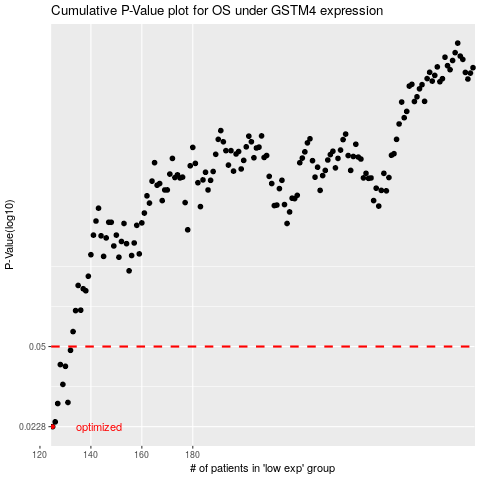 Cumulative P-Value plot for OS under GSTM4 expression
P-Value(log10)
0.05
0.0228
optimized
120 140 160 180
# of patients in 'low exp' group